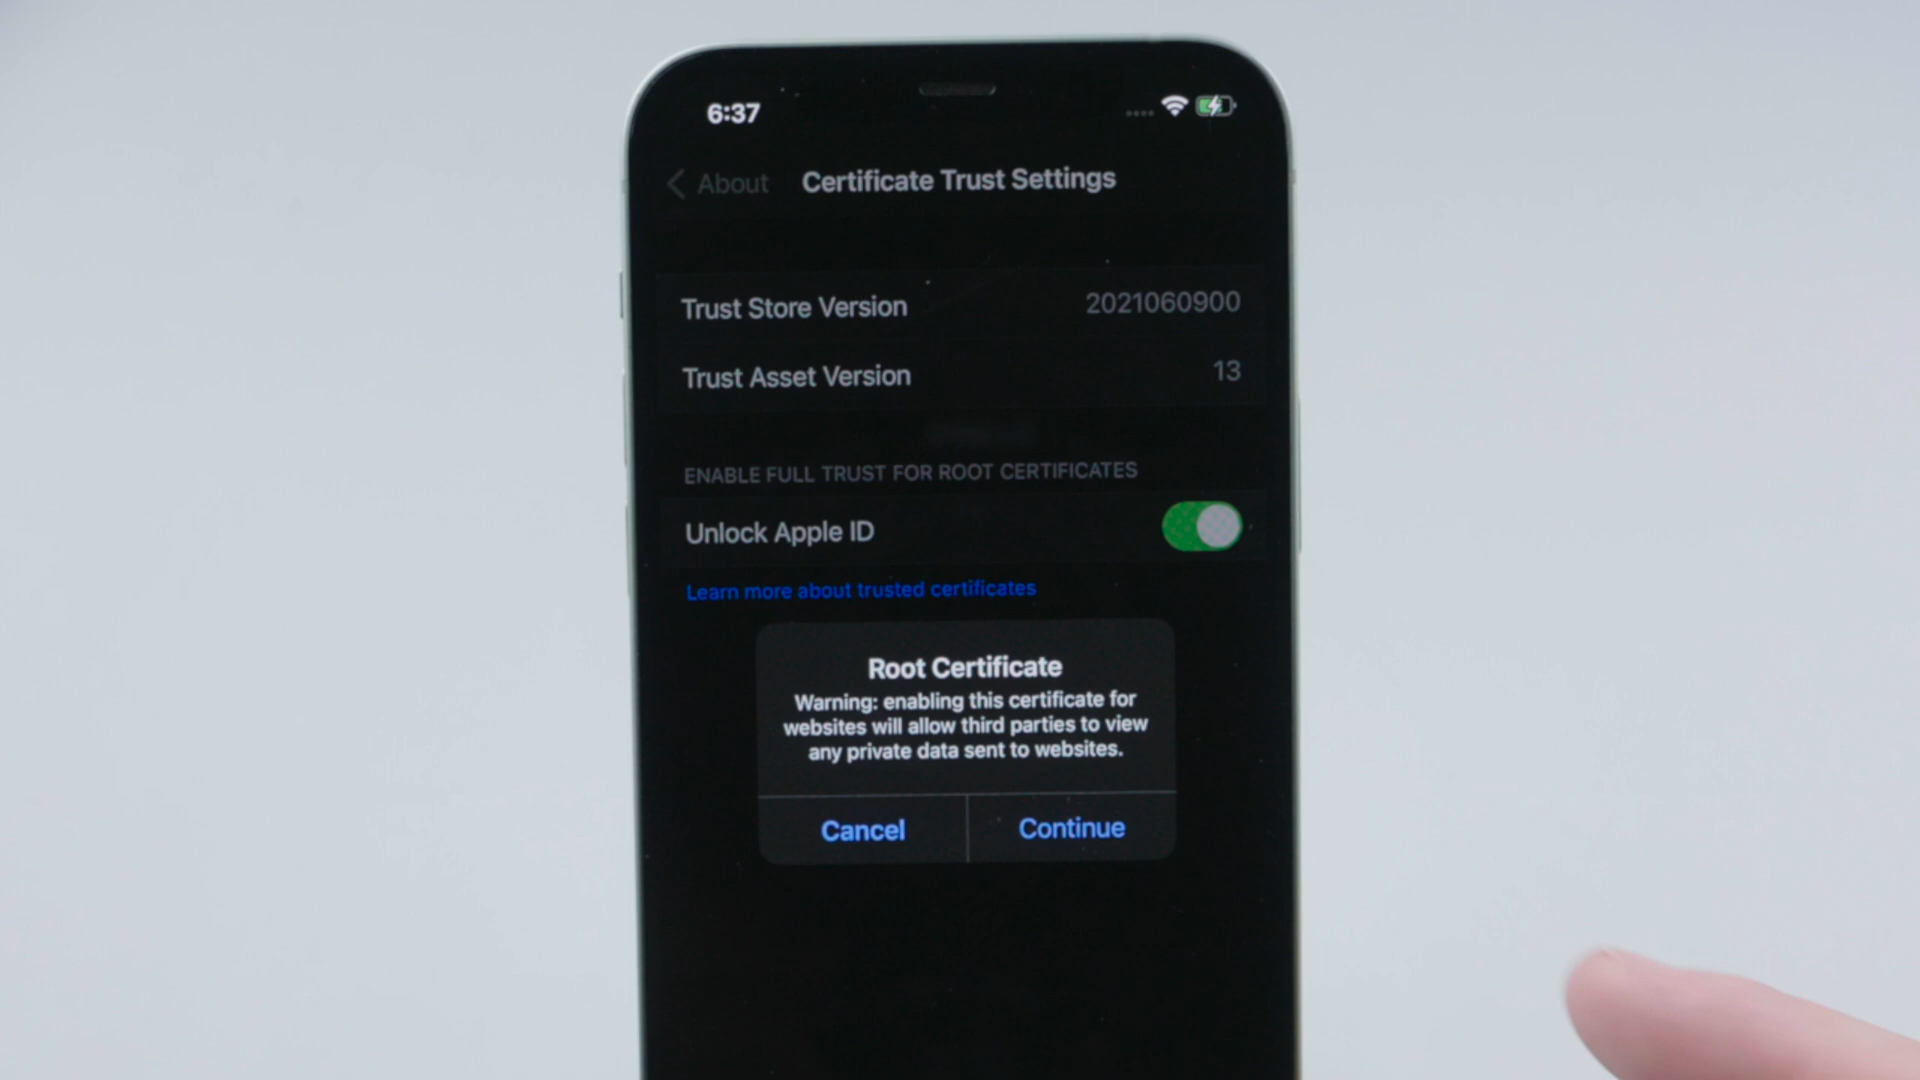 6:37
About
Certificate Trust Settings
Trust Store Version
2021060900
Trust Asset Version
13
ENABLE FULL TRUST FOR ROOT CERTIFICATES
Unlock Apple ID
Learn more about trusted certificates
Root Certificate
Warning: enabling this certificate for
websites will allow third parties to view
any private data sent to websites.
Cancel
Continue